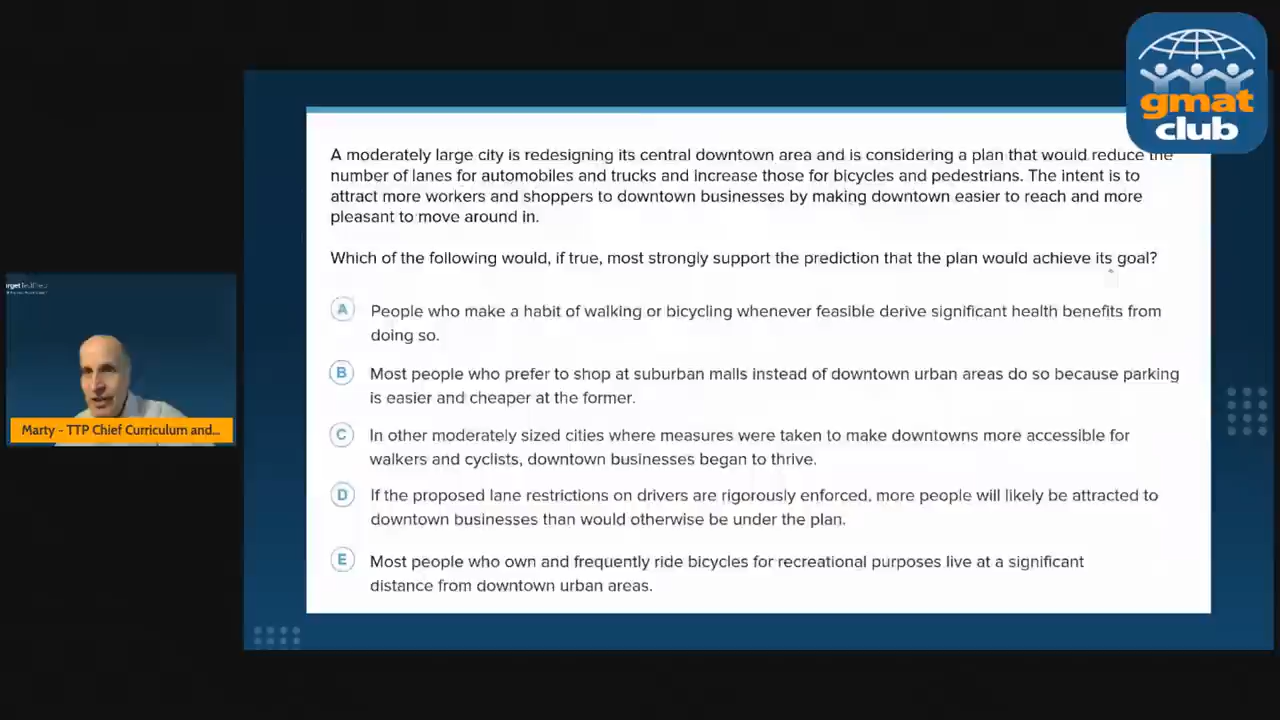 gmat
club
A moderately large city is redesigning its central downtown area and is considering a plan that would reduce the
number of lanes for automobiles and trucks and increase those for bicycles and pedestrians. The intent is to
attract more workers and shoppers to downtown businesses by making downtown easier to reach and more
pleasant to move around in.
Which of the following would, if true, most strongly support the prediction that the plan would achieve its goal?
A People who make a habit of walking or bicycling whenever feasible derive significant health benefits from
doing so.
B Most people who prefer to shop at suburban malls instead of downtown urban areas do so because parking
is easier and cheaper at the former.
C In other moderately sized cities where measures were taken to make downtowns more accessible for
walkers and cyclists, downtown businesses began to thrive.
D If the proposed lane restrictions on drivers are rigorously enforced, more people will likely be attracted to
downtown businesses than would otherwise be under the plan.
E Most people who own and frequently ride bicycles for recreational purposes live at a significant
distance from downtown urban areas.
Marty - TTP Chief Curriculum and...